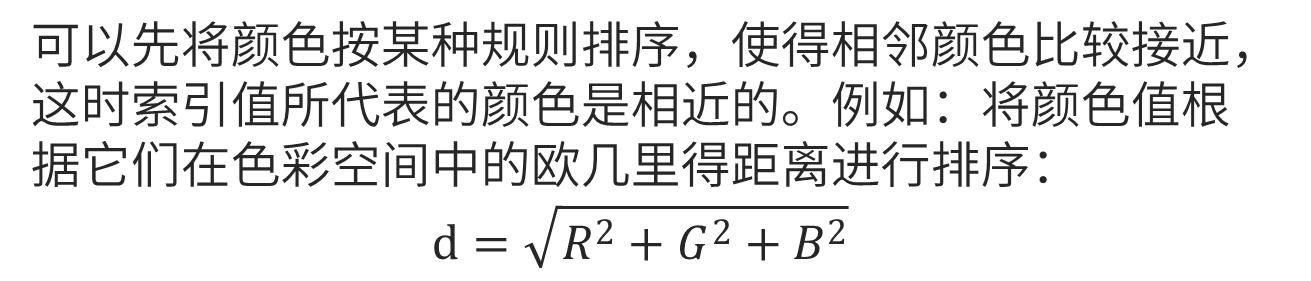 可以先将颜色按某种规则排序，使得相邻颜色比较接近，
这时索引值所代表的颜色是相近的。例如：将颜色值根
据它们在色彩空间中的欧几里得距离进行排序：
d = √(R² + G² + B²)